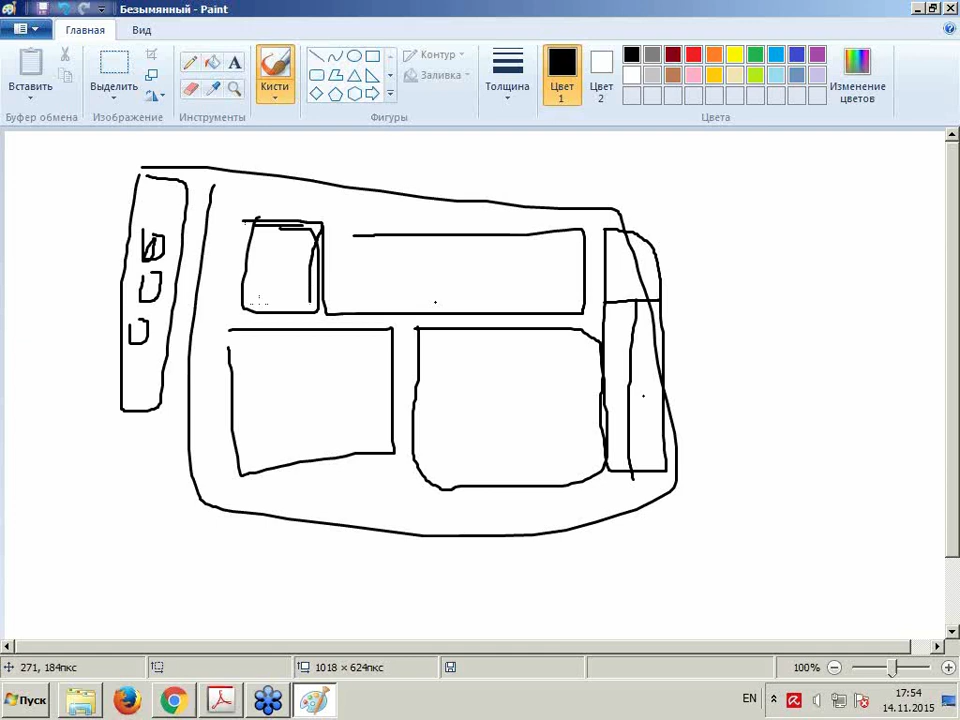 Безымянный - Paint
Главная
Вид
Вставить
Выделить
Кисти
Контур
Заливка
Толщина
Цвет 1
Цвет 2
Изменение цветов
Буфер обмена
Изображение
Инструменты
Фигуры
Цвета
271, 184пкс
1018 × 624пкс
100%
Пуск
EN
17:54
14.11.2015